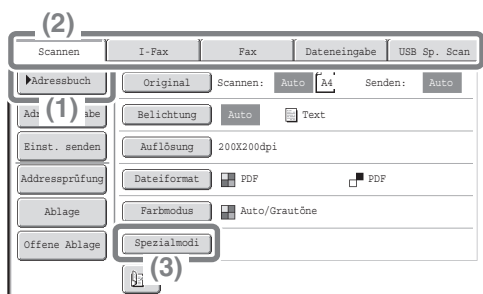 (2)
Scannen I-Fax Fax Dateneingabe USB Sp. Scan
Adressbuch Original Scannen: Auto A4 Senden: Auto
(1) Belichtung Auto Text
Einst. senden Auflösung 200X200dpi
Addressprüfung Dateiformat PDF PDF
Ablage Farbmodus Auto/Grautöne
Offene Ablage Spezialmodi
(3)